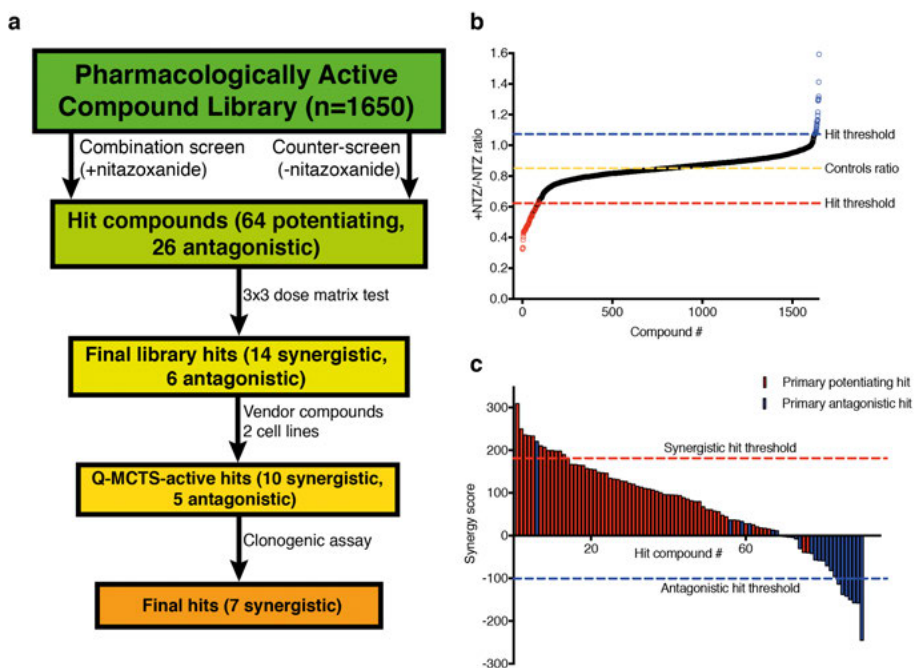 a
Pharmacologically Active
Compound Library (n=1650)
Combination screen
(+nitazoxanide)
Counter-screen
(-nitazoxanide)
Hit compounds (64 potentiating,
26 antagonistic)
3x3 dose matrix test
Final library hits (14 synergistic,
6 antagonistic)
Vendor compounds
2 cell lines
Q-MCTS-active hits (10 synergistic,
5 antagonistic)
Clonogenic assay
Final hits (7 synergistic)
b
+NTZ/-NTZ ratio
1.6
1.4
1.2
1.0
0.8
0.6
0.4
0.2
0.0
0
500
1000
1500
Compound #
Hit threshold
Controls ratio
Hit threshold
c
Primary potentiating hit
Primary antagonistic hit
Synergy score
300
200
100
0
-100
-200
-300
Synergistic hit threshold
20
Hit compound #
60
Antagonistic hit threshold